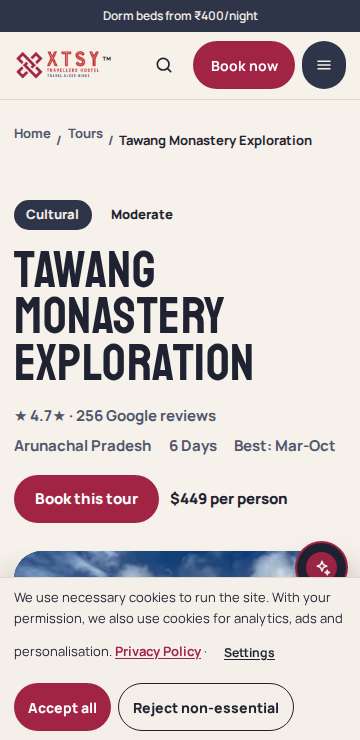 Dorm beds from ₹400/night
XTSY™
TRAVELLERS HOSTEL
Book now
Home / Tours / Tawang Monastery Exploration
Cultural
Moderate
TAWANG
MONASTERY
EXPLORATION
★ 4.7★ · 256 Google reviews
Arunachal Pradesh 6 Days Best: Mar-Oct
Book this tour
$449 per person
We use necessary cookies to run the site. With your
permission, we also use cookies for analytics, ads and
personalisation. Privacy Policy · Settings
Accept all
Reject non-essential